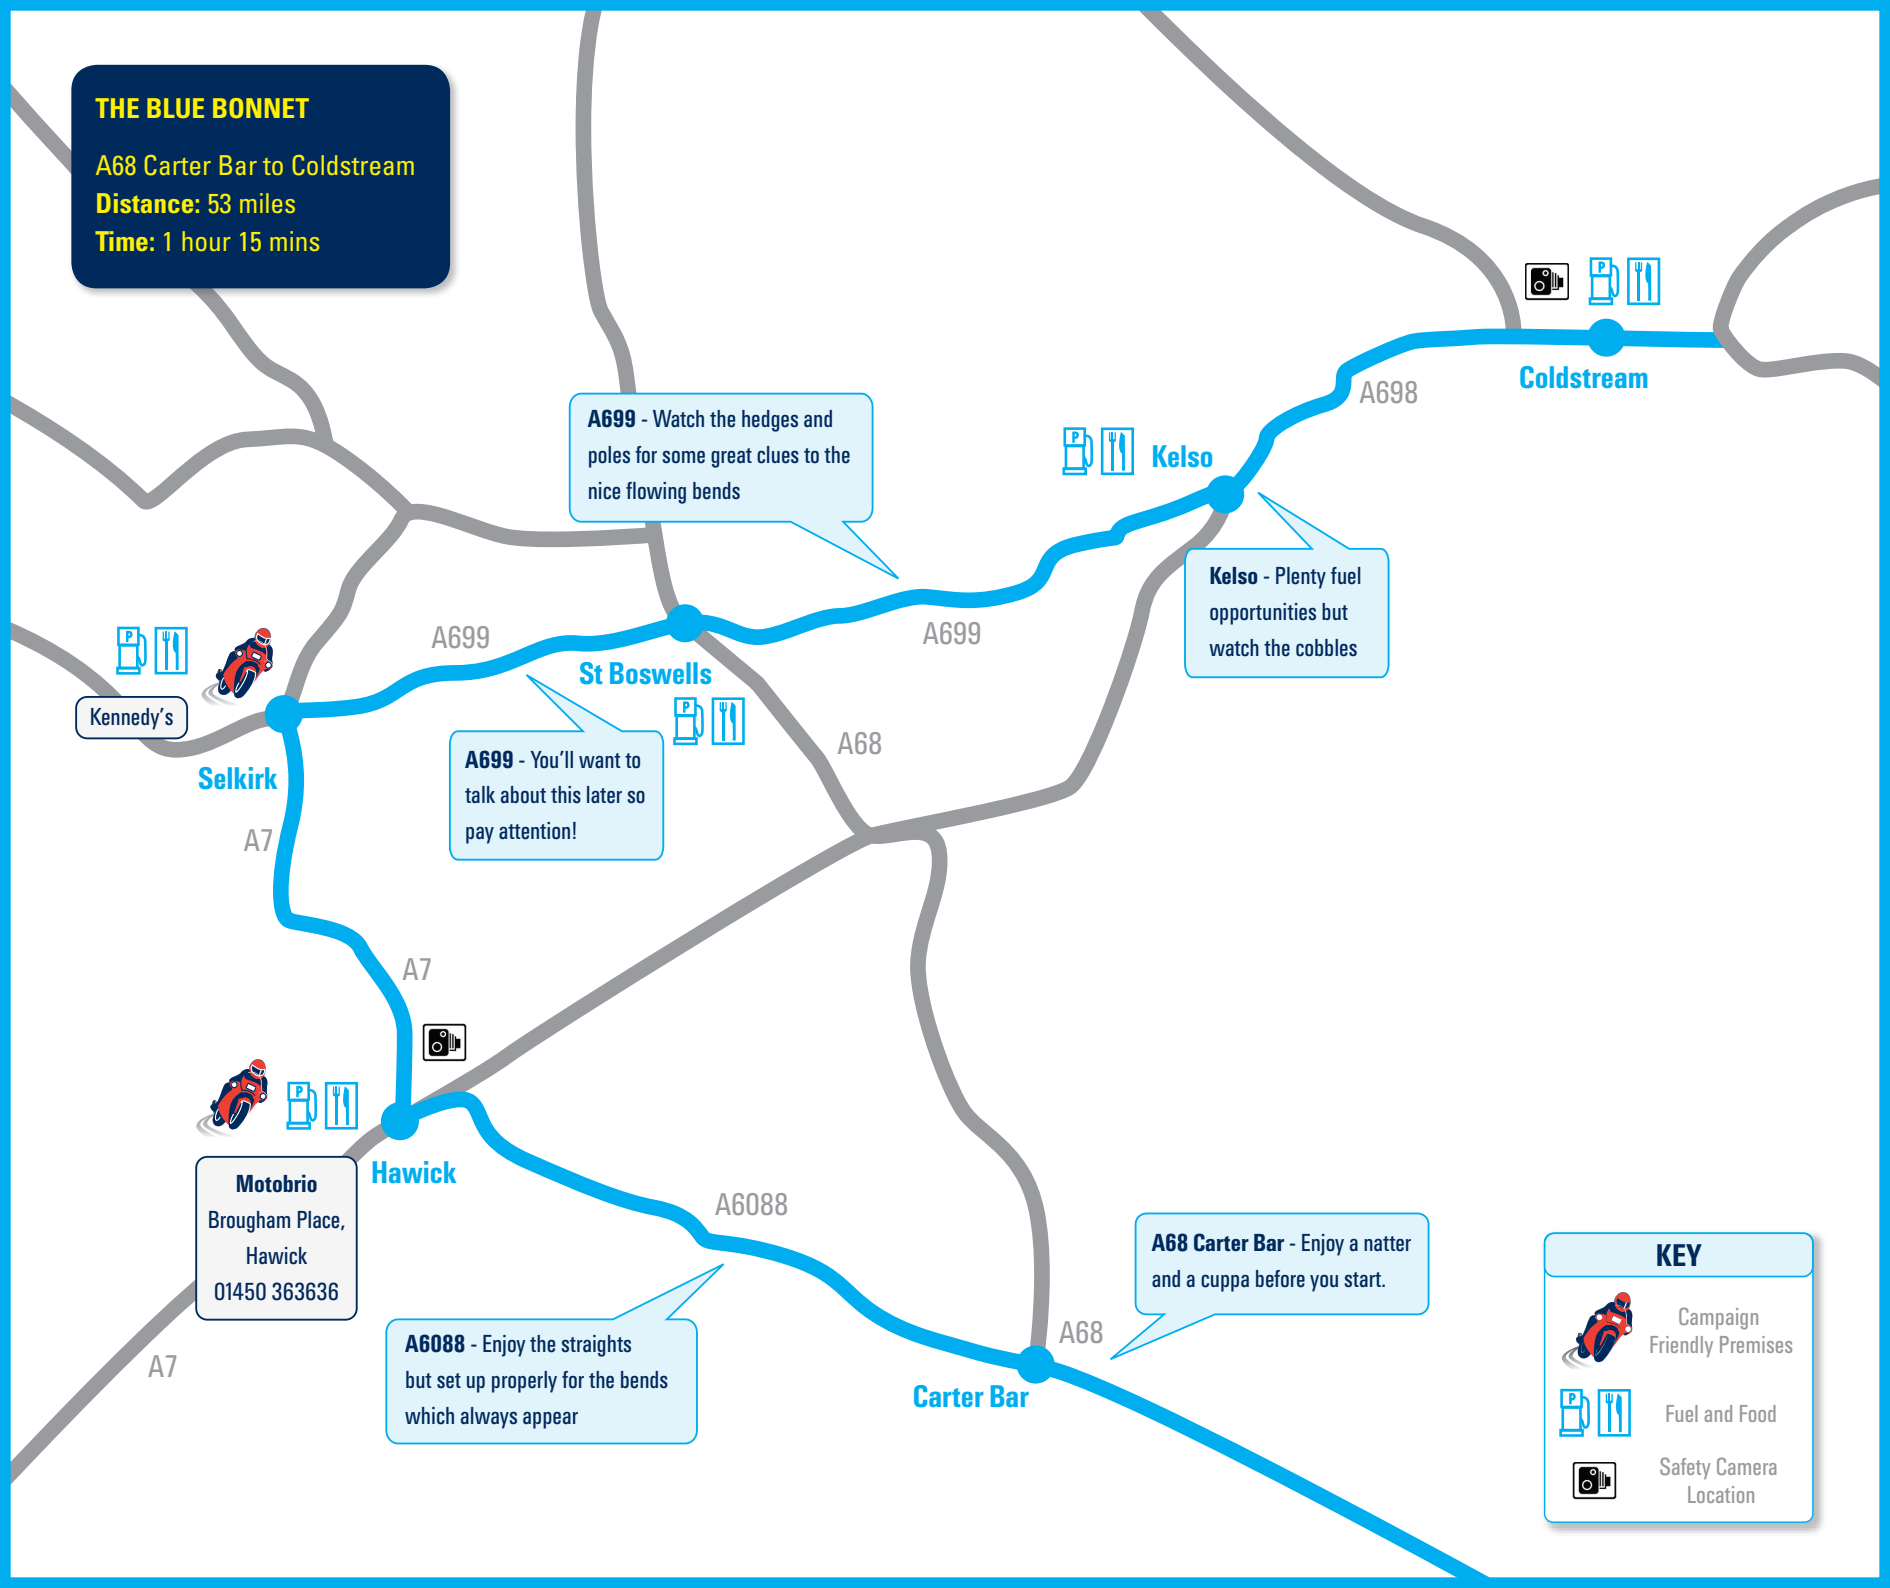 THE BLUE BONNET
A68 Carter Bar to Coldstream
Distance: 53 miles
Time: 1 hour 15 mins
P
Coldstream
A698
A699 - Watch the hedges and
poles for some great clues to the
nice flowing bends
P
Kelso
Kelso - Plenty fuel
opportunities but
watch the cobbles
A699
A699
St Boswells
P
P
Kennedy's
Selkirk
A699 - You'll want to
talk about this later so
pay attention!
A68
A7
A7
P
Hawick
Motobrio
Brougham Place,
Hawick
01450 363636
A7
A6088
A6088 - Enjoy the straights
but set up properly for the bends
which always appear
A68 Carter Bar - Enjoy a natter
and a cuppa before you start.
A68
Carter Bar
KEY
Campaign
Friendly Premises
P
Fuel and Food
Safety Camera
Location